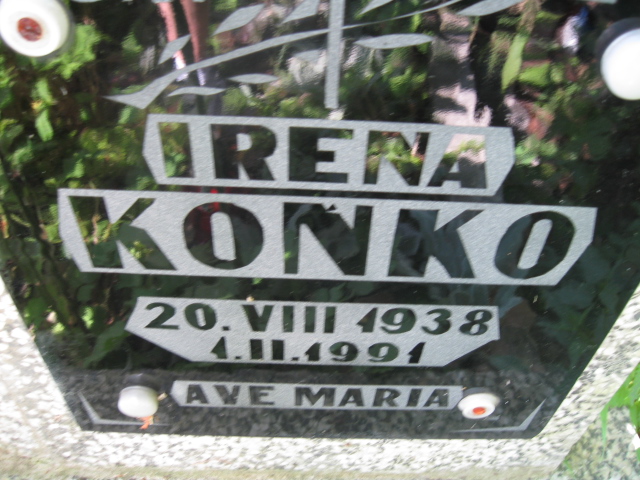 IRENA
KOŃKO
20. VIII 1938
1.II.1991
AVE MARIA